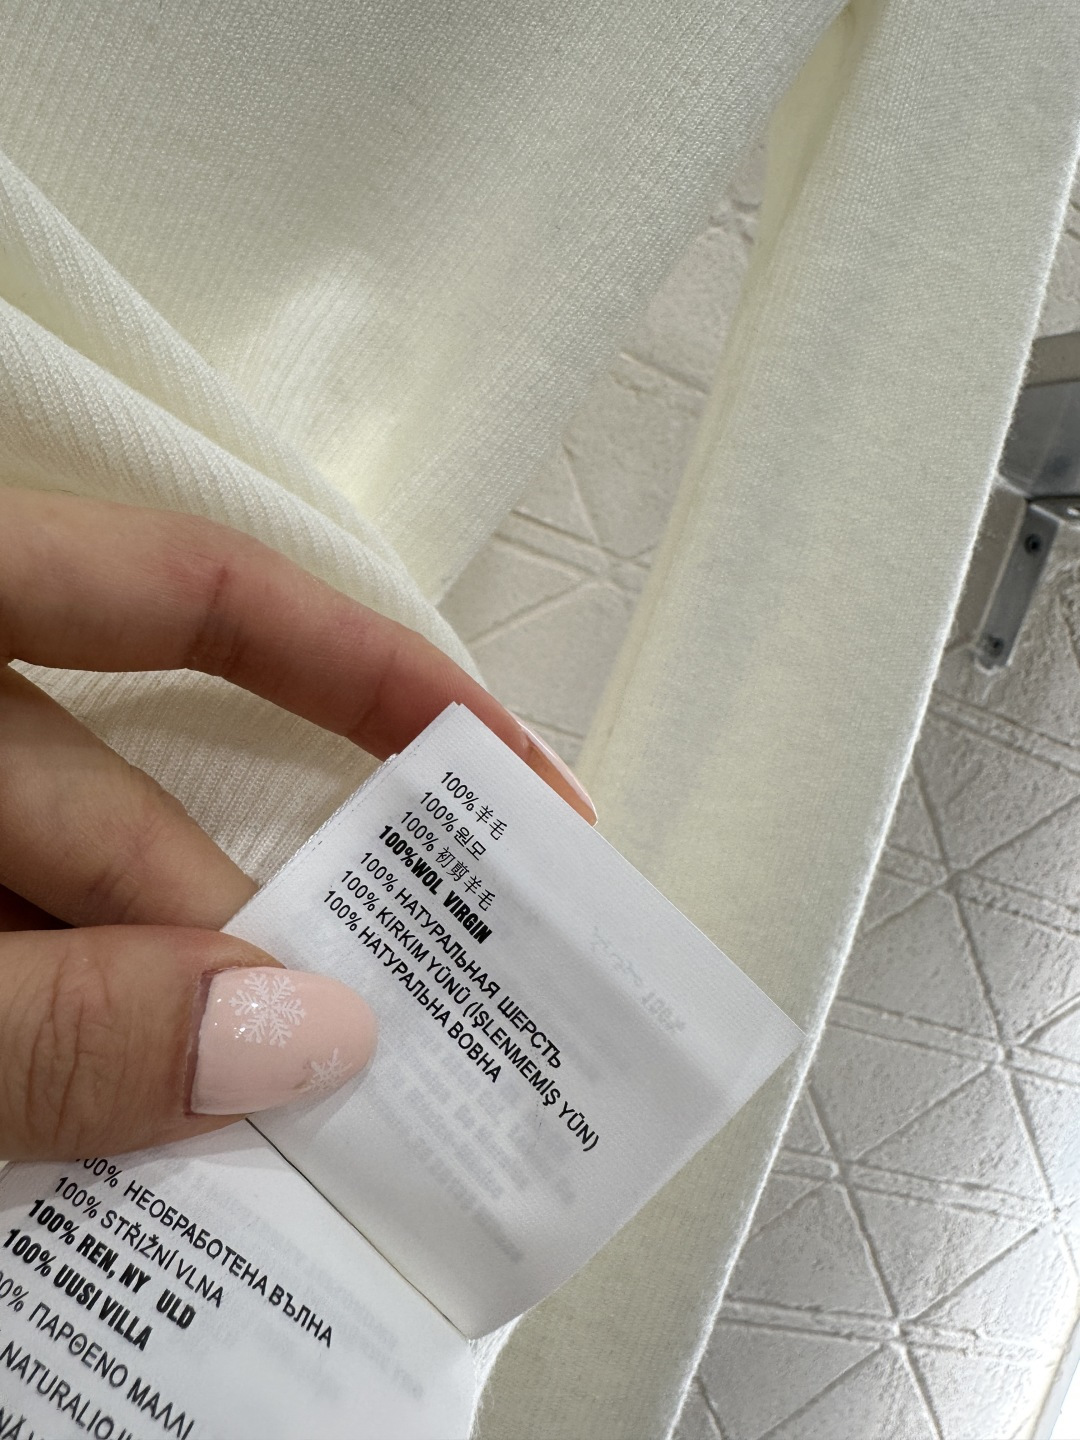 100% 羊毛
100% 원모
100% 初剪羊毛
100%WOL VIRGIN
100% НАТУРАЛЬНАЯ ШЕРСТЬ
100% KIRKIM YÜNÜ (İŞLENMEMİŞ YÜN)
100% НАТУРАЛЬНА ВОВНА
100% НЕОБРАБОТЕНА ВЪЛНА
100% STŘIŽNÍ VLNA
100% REN, NY ULD
100% UUSI VILLA
ΠΑΡΘΕΝΟ ΜΑΛΛΙ
NATURALIO